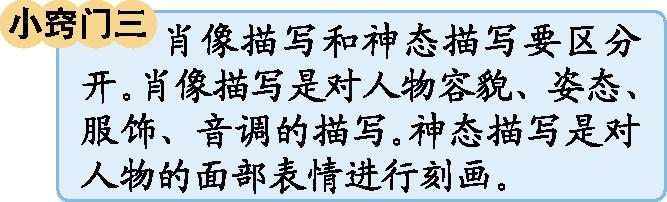 小窍门三
肖像描写和神态描写要区分
开。肖像描写是对人物容貌、姿态、
服饰、音调的描写。神态描写是对
人物的面部表情进行刻画。